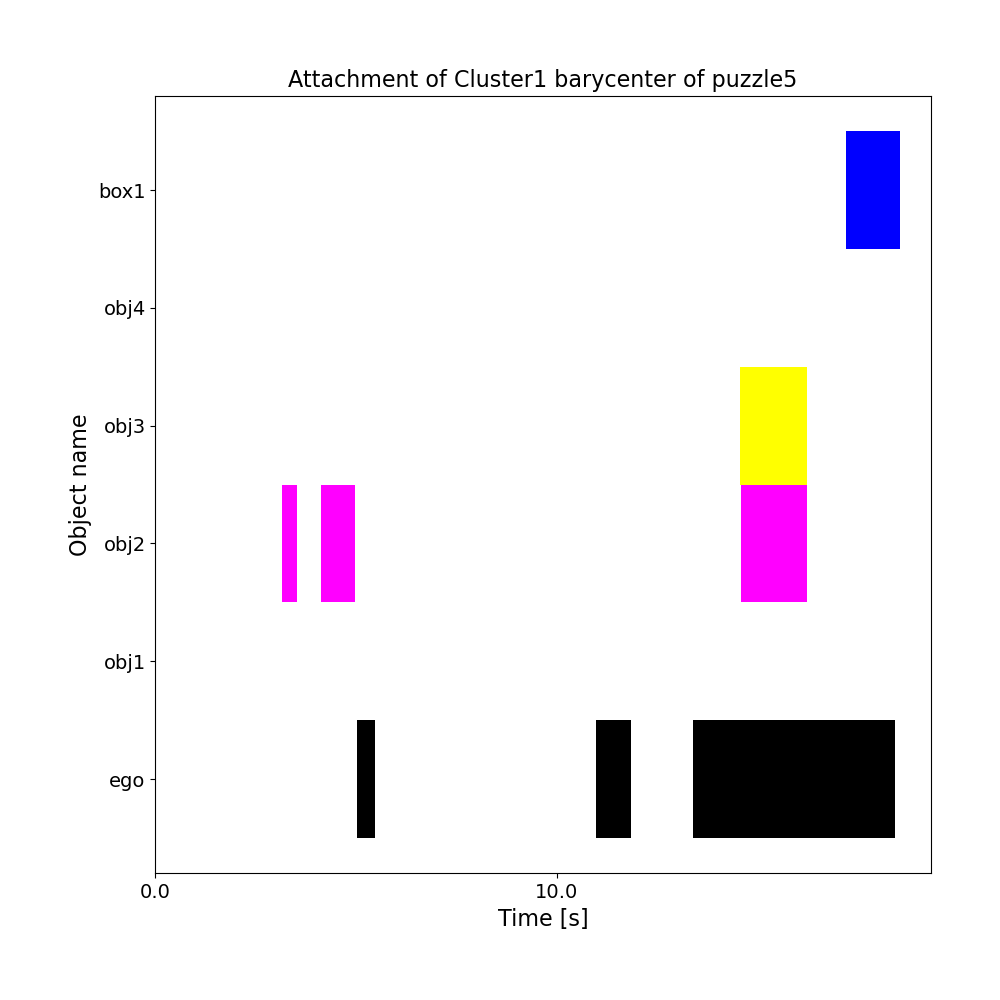 Attachment of Cluster1 barycenter of puzzle5
box1
obj4
obj3
obj2
obj1
ego
Object name
0.0
10.0
Time [s]